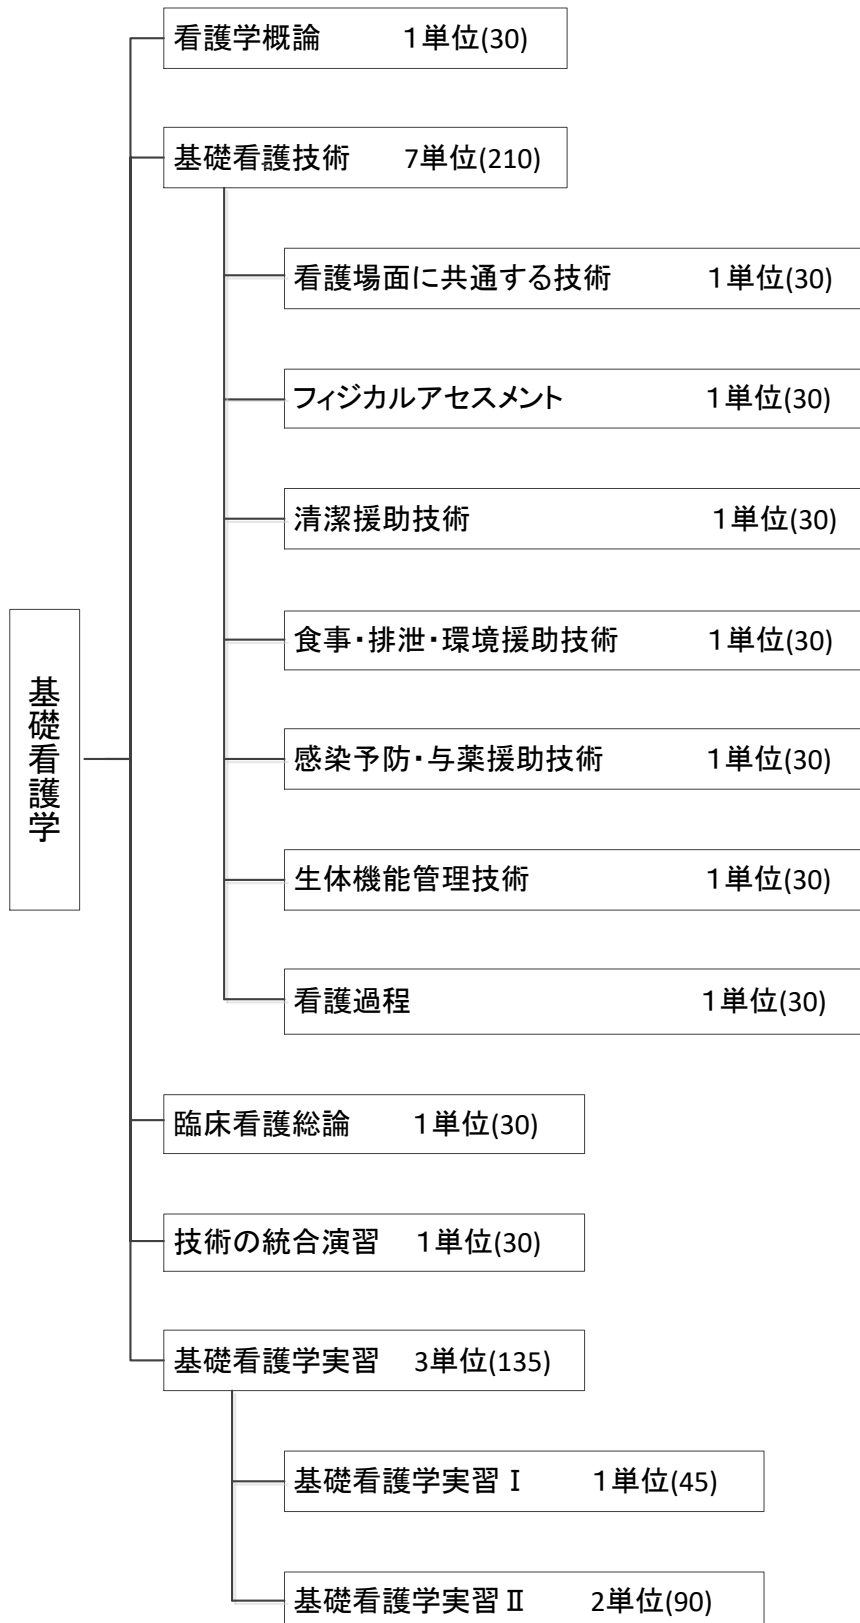 看護学概論 １単位(30)
基礎看護技術 7単位(210)
看護場面に共通する技術 １単位(30)
フィジカルアセスメント １単位(30)
清潔援助技術 １単位(30)
食事・排泄・環境援助技術 １単位(30)
感染予防・与薬援助技術 １単位(30)
生体機能管理技術 １単位(30)
看護過程 １単位(30)
基礎看護学
臨床看護総論 １単位(30)
技術の統合演習 １単位(30)
基礎看護学実習 3単位(135)
基礎看護学実習Ⅰ １単位(45)
基礎看護学実習Ⅱ 2単位(90)